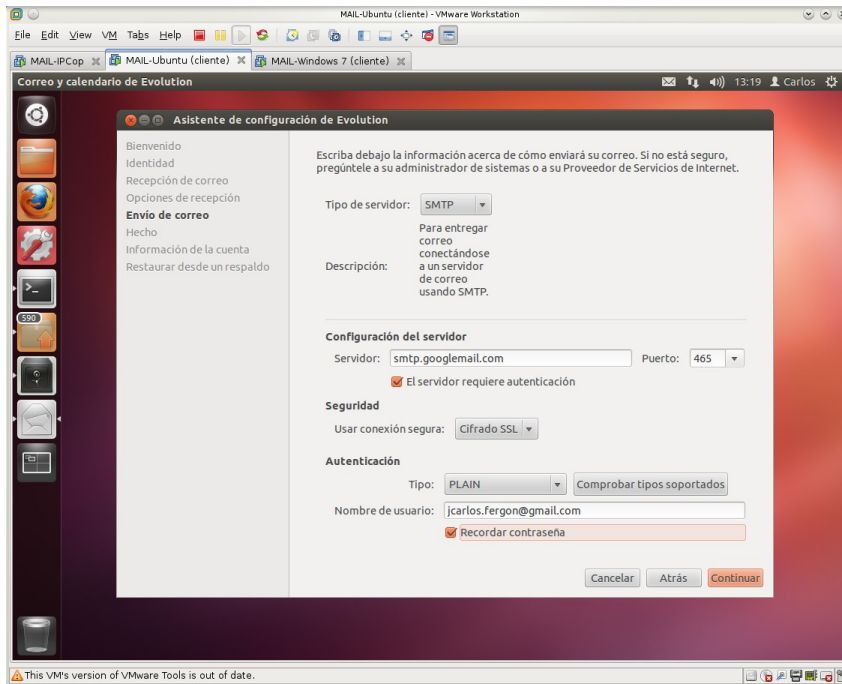 MAIL-Ubuntu (cliente) - VMware Workstation
File Edit View VM Tabs Help
MAIL-IPCop MAIL-Ubuntu (cliente) MAIL-Windows 7 (cliente)
Correo y calendario de Evolution 13:19 Carlos
Asistente de configuración de Evolution
Bienvenido
Identidad
Recepción de correo
Opciones de recepción
Envío de correo
Hecho
Información de la cuenta
Restaurar desde un respaldo
Escriba debajo la información acerca de cómo enviará su correo. Si no está seguro,
pregúntele a su administrador de sistemas o a su Proveedor de Servicios de Internet.
Tipo de servidor: SMTP
Descripción:
Para entregar
correo
conectándose
a un servidor
de correo
usando SMTP.
Configuración del servidor
Servidor: smtp.googlemail.com Puerto: 465
El servidor requiere autenticación
Seguridad
Usar conexión segura: Cifrado SSL
Autenticación
Tipo: PLAIN Comprobar tipos soportados
Nombre de usuario: jcarlos.fergon@gmail.com
Recordar contraseña
Cancelar Atrás Continuar
590
This VM's version of VMware Tools is out of date.